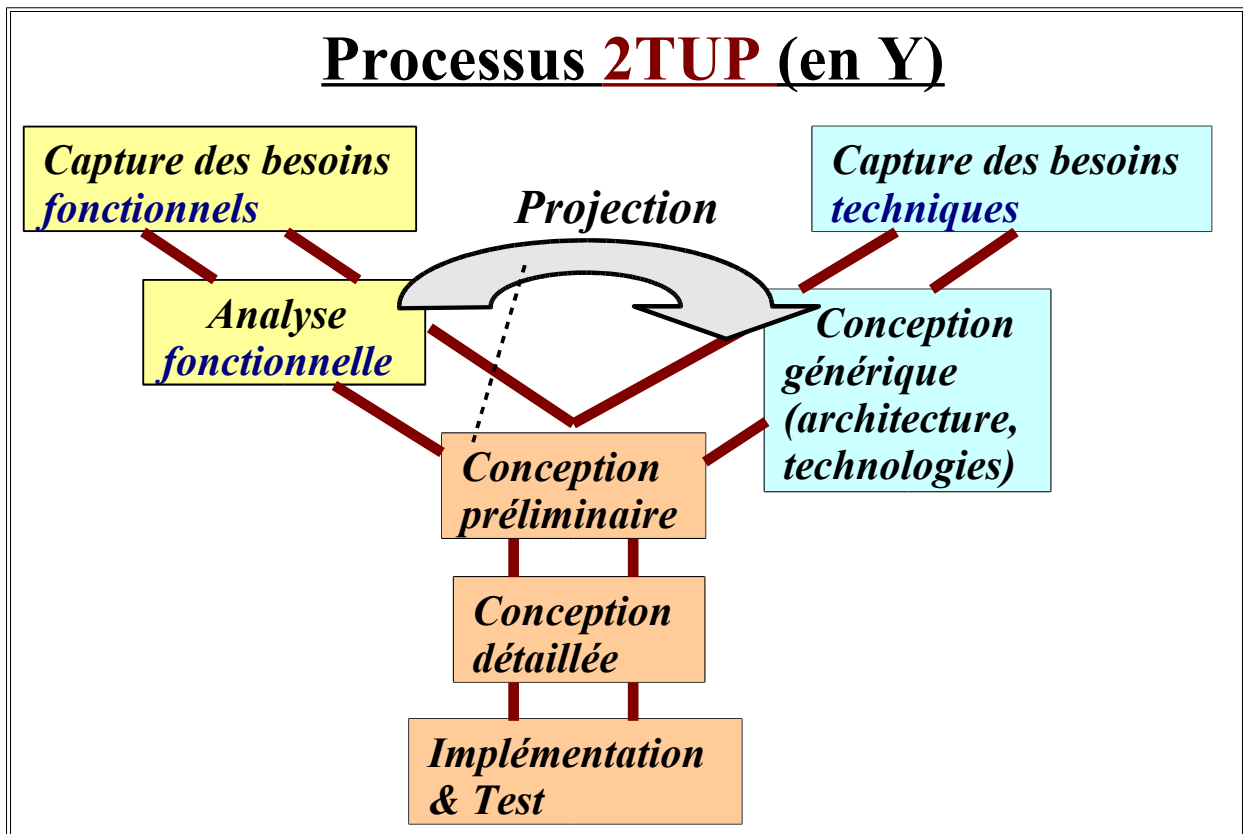 Processus 2TUP (en Y)
Capture des besoins
fonctionnels
Capture des besoins
techniques
Projection
Analyse
fonctionnelle
Conception
générique
(architecture,
technologies)
Conception
préliminaire
Conception
détaillée
Implémentation
& Test